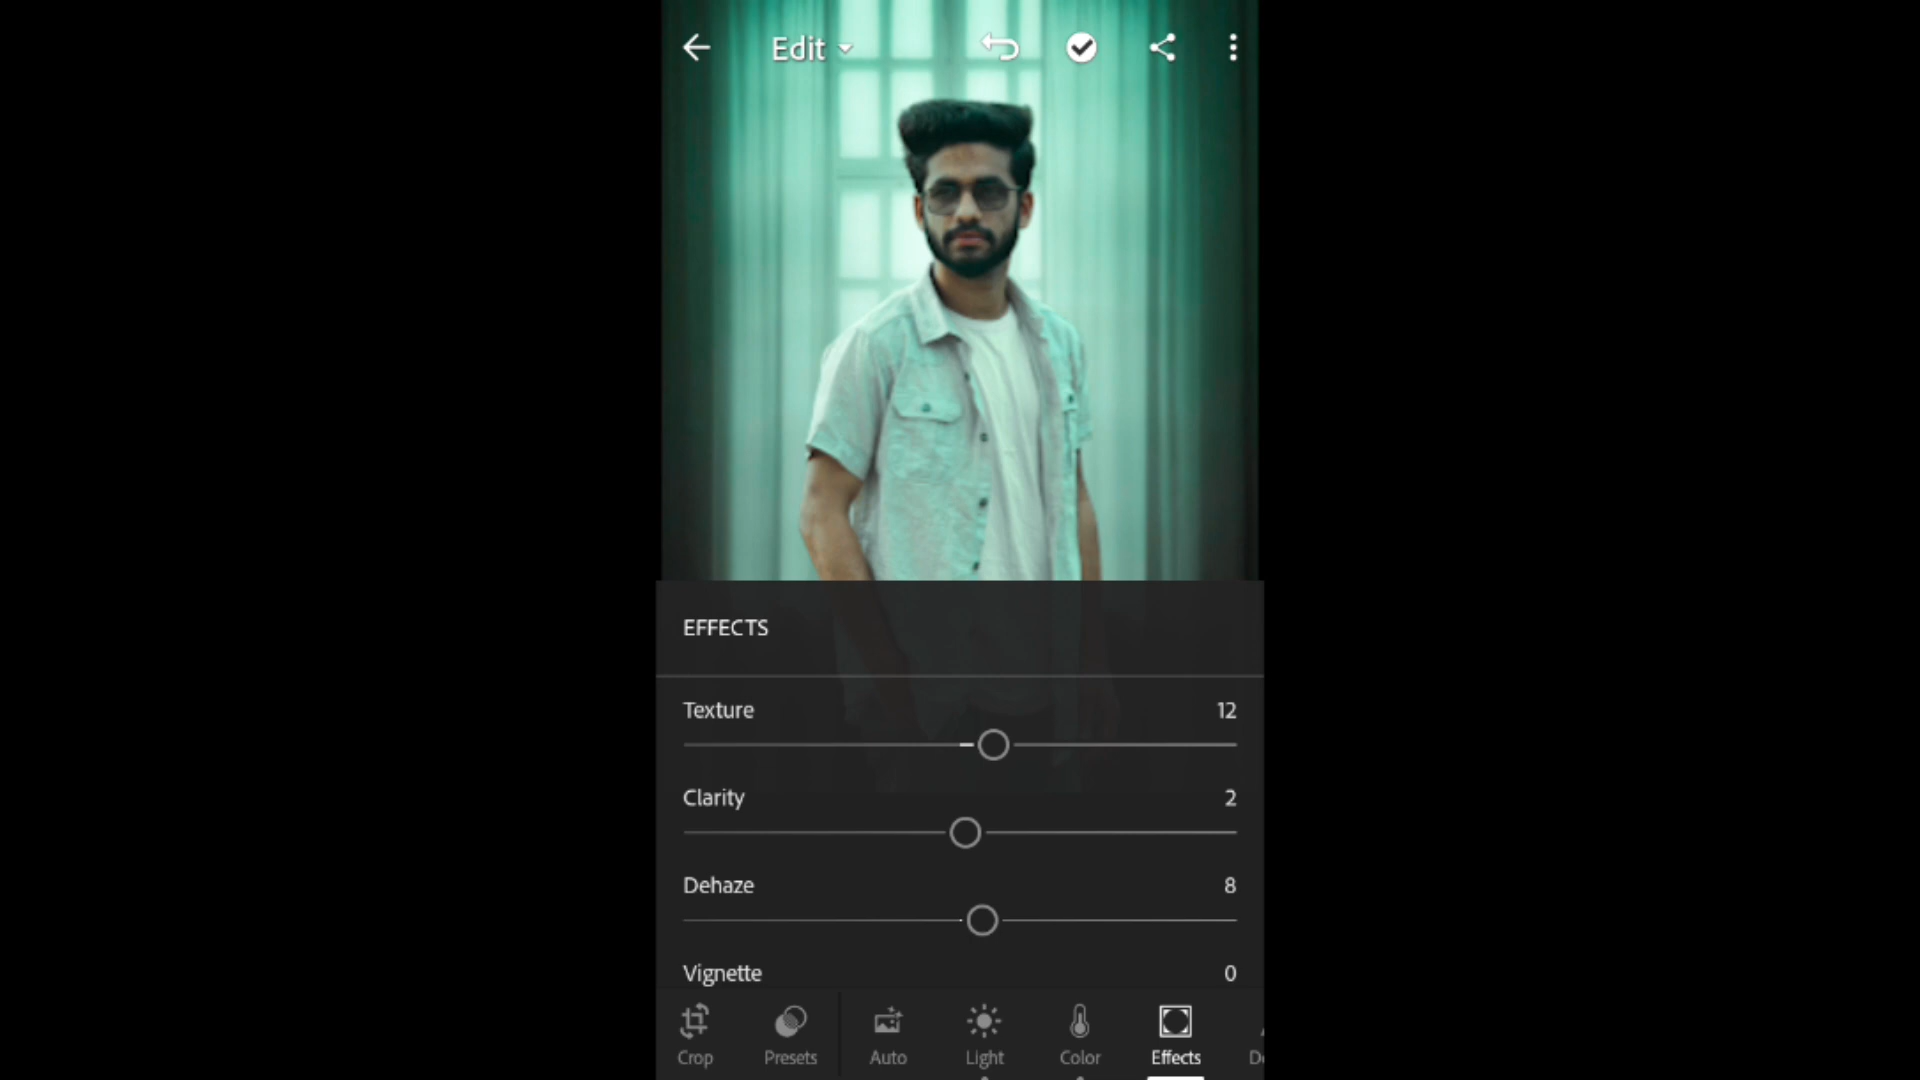 Edit
EFFECTS
Texture 12
Clarity 2
Dehaze 8
Vignette 0
Crop Presets Auto Light Color Effects